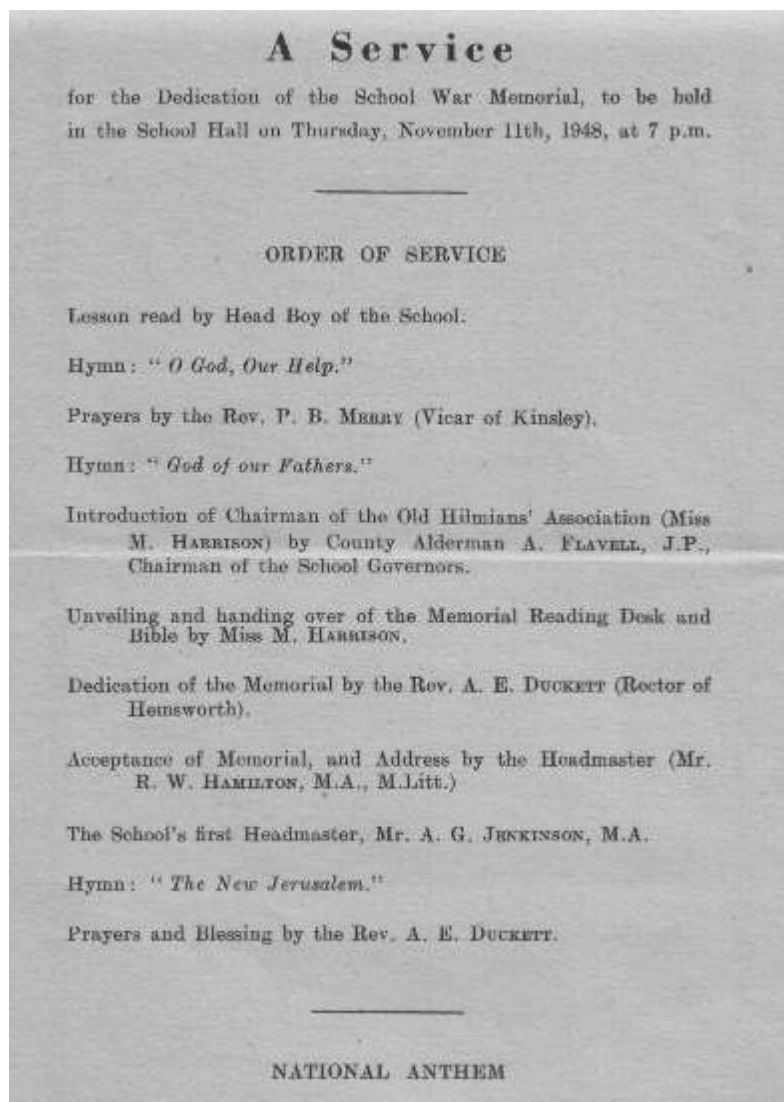 A Service
for the Dedication of the School War Memorial, to be held
in the School Hall on Thursday, November 11th, 1948, at 7 p.m.
ORDER OF SERVICE
Lesson read by Head Boy of the School.
Hymn: "O God, Our Help."
Prayers by the Rev. P. B. MERRY (Vicar of Kinsley).
Hymn: "God of our Fathers."
Introduction of Chairman of the Old Hilmians' Association (Miss
M. HARRISON) by County Alderman A. FLAVELL, J.P.,
Chairman of the School Governors.
Unveiling and handing over of the Memorial Reading Desk and
Bible by Miss M. HARRISON.
Dedication of the Memorial by the Rev. A. E. DUCKETT (Rector of
Hemsworth).
Acceptance of Memorial, and Address by the Headmaster (Mr.
R. W. HAMILTON, M.A., M.Litt.)
The School's first Headmaster, Mr. A. G. JENKINSON, M.A.
Hymn: "The New Jerusalem."
Prayers and Blessing by the Rev. A. E. DUCKETT.
NATIONAL ANTHEM